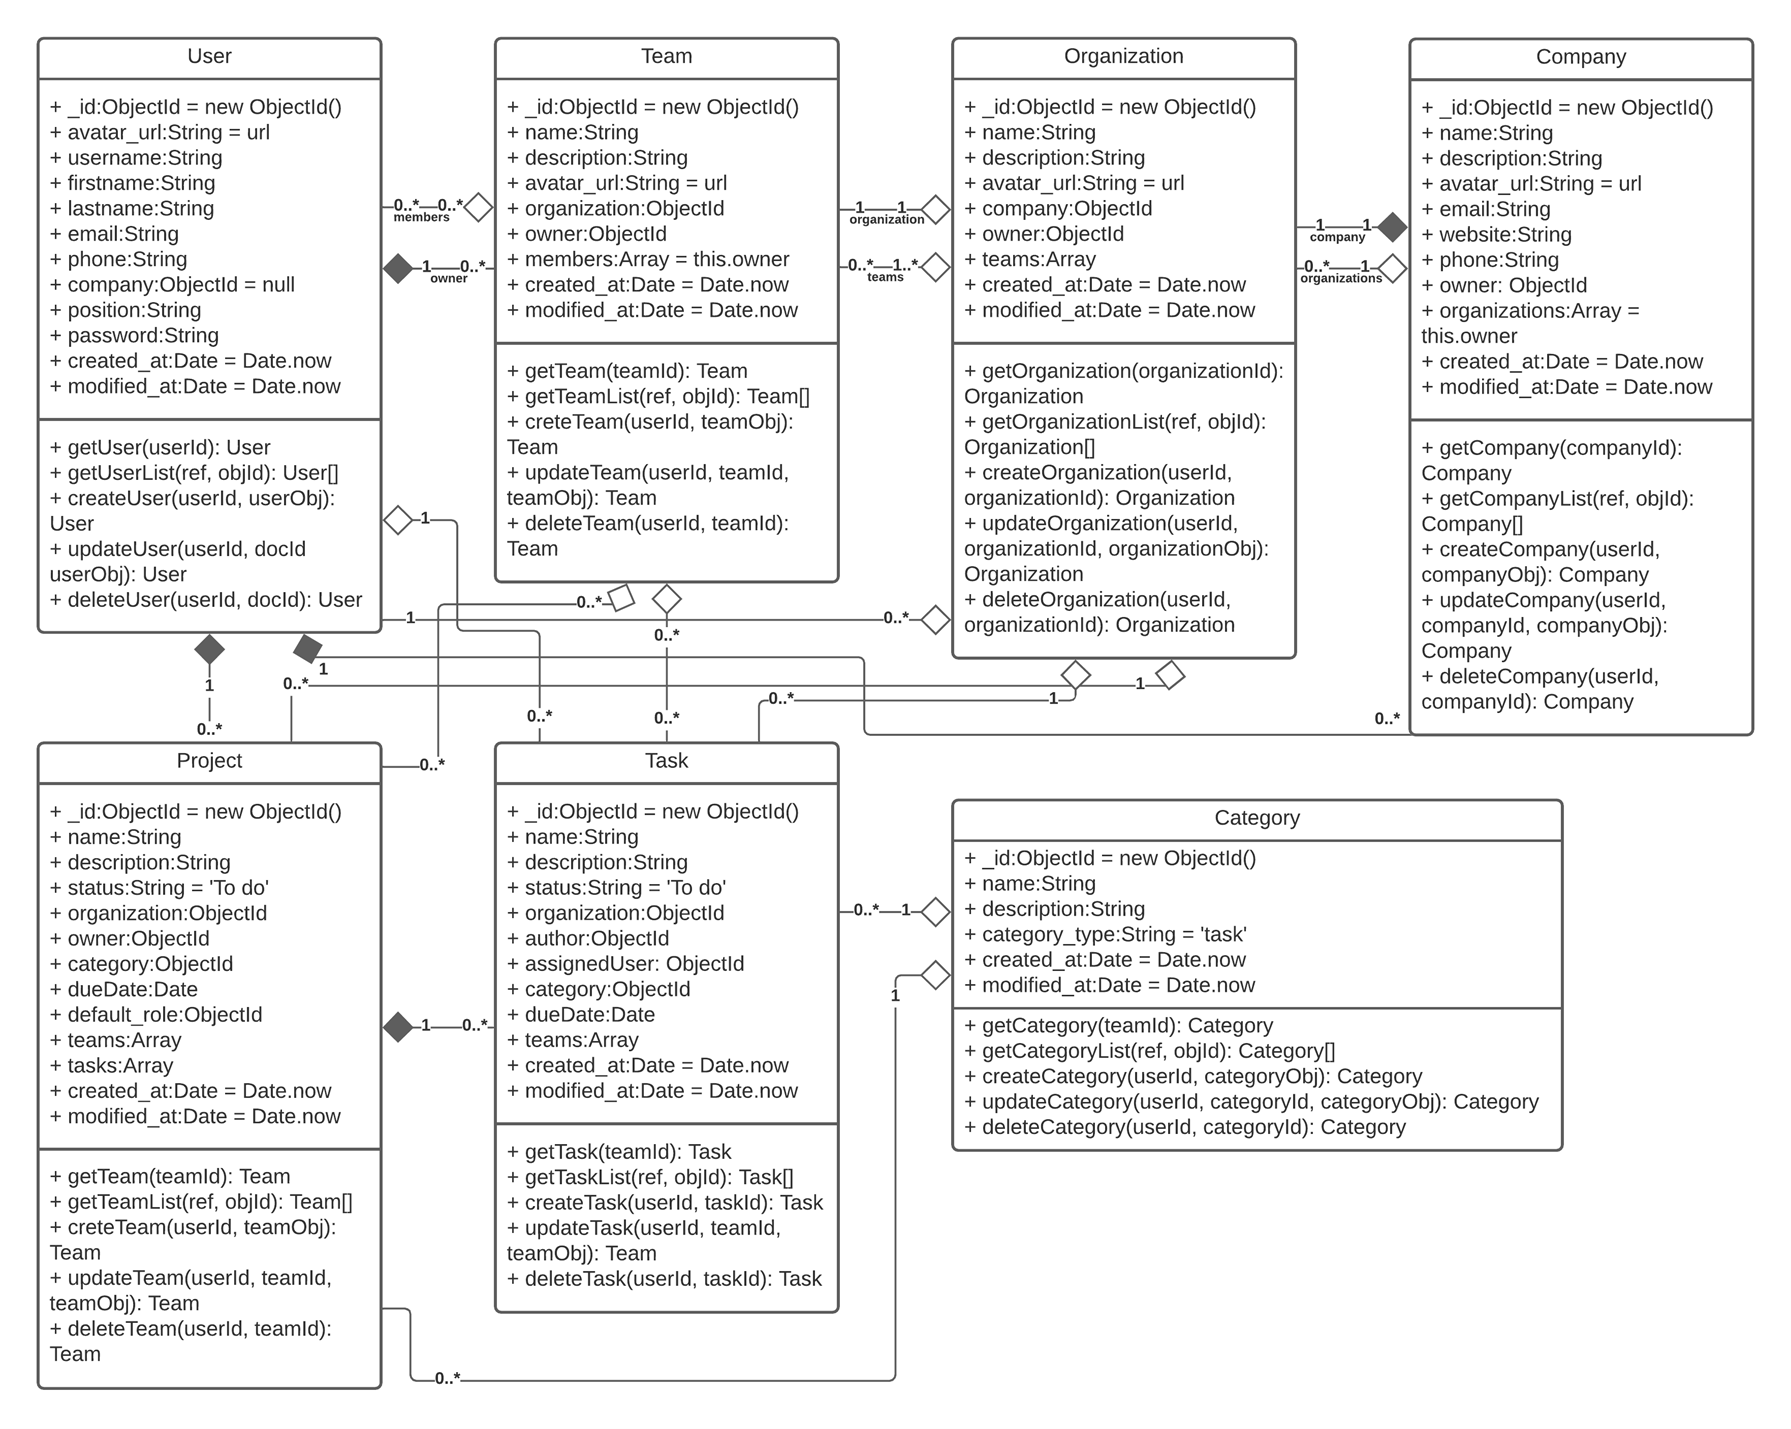 User
+ _id:ObjectId = new ObjectId()
+ avatar_url:String = url
+ username:String
+ firstname:String
+ lastname:String
+ email:String
+ phone:String
+ company:ObjectId = null
+ position:String
+ password:String
+ created_at:Date = Date.now
+ modified_at:Date = Date.now
+ getUser(userId): User
+ getUserList(ref, objId): User[]
+ createUser(userId, userObj):
User
+ updateUser(userId, docId
userObj): User
+ deleteUser(userId, docId): User
0..* 0..*
members
1 0..*
owner
Team
+ _id:ObjectId = new ObjectId()
+ name:String
+ description:String
+ avatar_url:String = url
+ organization:ObjectId
+ owner:ObjectId
+ members:Array = this.owner
+ created_at:Date = Date.now
+ modified_at:Date = Date.now
+ getTeam(teamId): Team
+ getTeamList(ref, objId): Team[]
+ creteTeam(userId, teamObj):
Team
+ updateTeam(userId, teamId,
teamObj): Team
+ deleteTeam(userId, teamId):
Team
1 1
organization
0..* 1..*
teams
Organization
+ _id:ObjectId = new ObjectId()
+ name:String
+ description:String
+ avatar_url:String = url
+ company:ObjectId
+ owner:ObjectId
+ teams:Array
+ created_at:Date = Date.now
+ modified_at:Date = Date.now
+ getOrganization(organizationId):
Organization
+ getOrganizationList(ref, objId):
Organization[]
+ createOrganization(userId,
organizationId): Organization
+ updateOrganization(userId,
organizationId, organizationObj):
Organization
+ deleteOrganization(userId,
organizationId): Organization
1 1
company
0..* 1
organizations
Company
+ _id:ObjectId = new ObjectId()
+ name:String
+ description:String
+ avatar_url:String = url
+ email:String
+ website:String
+ phone:String
+ owner: ObjectId
+ organizations:Array =
this.owner
+ created_at:Date = Date.now
+ modified_at:Date = Date.now
+ getCompany(companyId):
Company
+ getCompanyList(ref, objId):
Company[]
+ createCompany(userId,
companyObj): Company
+ updateCompany(userId,
companyId, companyObj):
Company
+ deleteCompany(userId,
companyId): Company
1
0..*
1 0..*
0..*
1
1
0..* 1
0..* 1
0..*
0..*
0..*
0..*
0..*
Project
+ _id:ObjectId = new ObjectId()
+ name:String
+ description:String
+ status:String = 'To do'
+ organization:ObjectId
+ owner:ObjectId
+ category:ObjectId
+ dueDate:Date
+ default_role:ObjectId
+ teams:Array
+ tasks:Array
+ created_at:Date = Date.now
+ modified_at:Date = Date.now
+ getTeam(teamId): Team
+ getTeamList(ref, objId): Team[]
+ creteTeam(userId, teamObj):
Team
+ updateTeam(userId, teamId,
teamObj): Team
+ deleteTeam(userId, teamId):
Team
1 0..*
Task
+ _id:ObjectId = new ObjectId()
+ name:String
+ description:String
+ status:String = 'To do'
+ organization:ObjectId
+ author:ObjectId
+ assignedUser: ObjectId
+ category:ObjectId
+ dueDate:Date
+ teams:Array
+ created_at:Date = Date.now
+ modified_at:Date = Date.now
+ getTask(teamId): Task
+ getTaskList(ref, objId): Task[]
+ createTask(userId, taskId): Task
+ updateTask(userId, teamId,
teamObj): Team
+ deleteTask(userId, taskId): Task
0..* 1
1
0..*
Category
+ _id:ObjectId = new ObjectId()
+ name:String
+ description:String
+ category_type:String = 'task'
+ created_at:Date = Date.now
+ modified_at:Date = Date.now
+ getCategory(teamId): Category
+ getCategoryList(ref, objId): Category[]
+ createCategory(userId, categoryObj): Category
+ updateCategory(userId, categoryId, categoryObj): Category
+ deleteCategory(userId, categoryId): Category